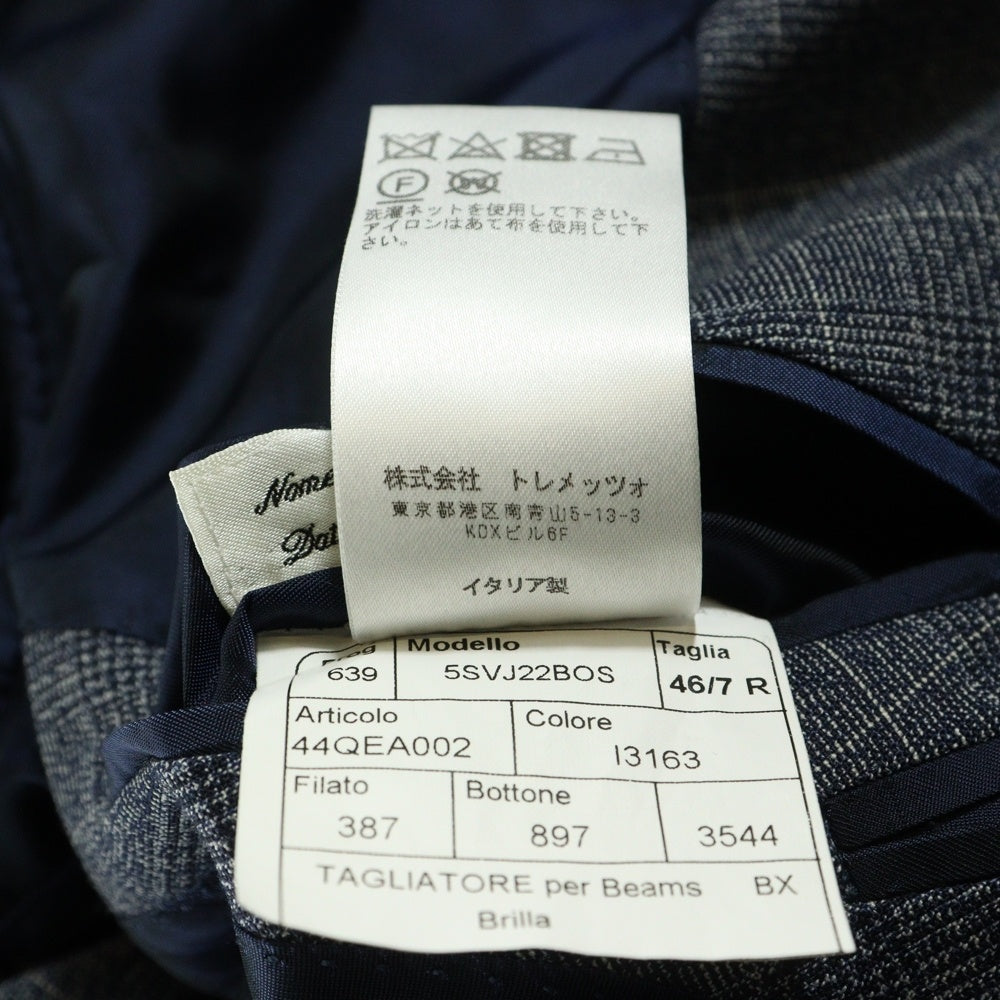 F W
洗濯ネットを使用して下さい。
アイロンはあて布を使用して下
さい。
株式会社 トレメッツォ
東京都港区南青山5-13-3
KDXビル6F
イタリア製
Nome
Modello
Taglia
639
5SVJ22BOS
46/7 R
Articolo
Colore
44QEA002
I3163
Filato
Bottone
387
897
3544
TAGLIATORE per Beams BX
Brilla